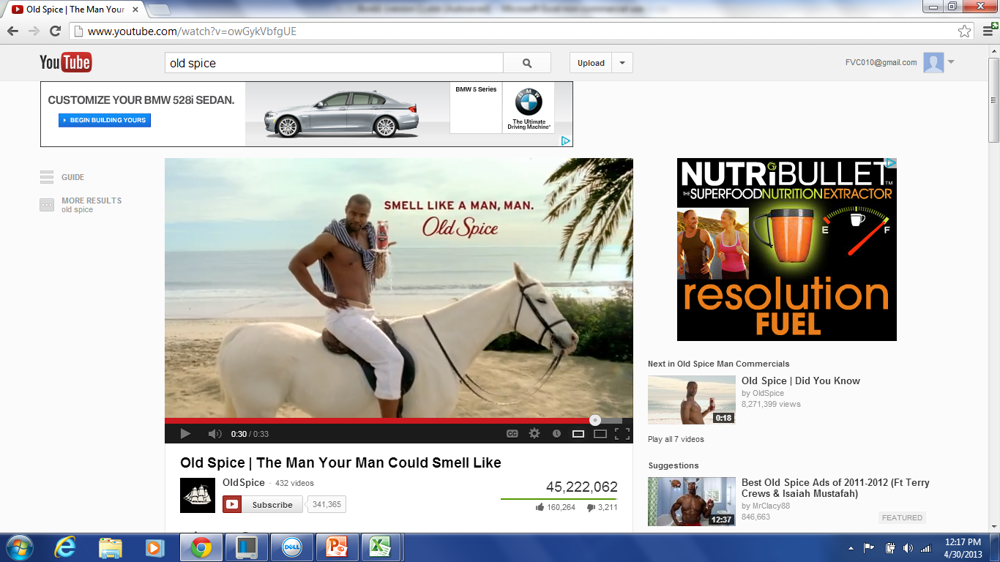 Old Spice | The Man Your
www.youtube.com/watch?v=owGykVbfgUE
YouTube
old spice
Upload
FVC010@gmail.com
CUSTOMIZE YOUR BMW 528i SEDAN.
BEGIN BUILDING YOURS
BMW 5 Series
BMW
The Ultimate
Driving Machine®
GUIDE
MORE RESULTS
old spice
SMELL LIKE A MAN, MAN.
Old Spice
0:30 / 0:33
CC
Old Spice | The Man Your Man Could Smell Like
OldSpice · 432 videos
Subscribe
341,365
45,222,062
160,264
3,211
NUTRiBULLET™
THE SUPERFOOD NUTRITION EXTRACTOR
E
F
resolution
FUEL
Next in Old Spice Man Commercials
Old Spice | Did You Know
by OldSpice
8,271,399 views
0:18
Play all 7 videos
Suggestions
Best Old Spice Ads of 2011-2012 (Ft Terry
Crews & Isaiah Mustafah)
by MrClacy88
846,663
FEATURED
12:37
DELL
12:17 PM
4/30/2013